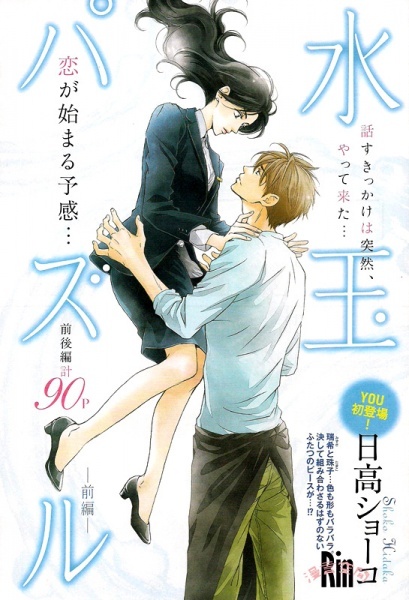 水玉
パズル
話すきっかけは突然、
やって来た…
恋が始まる予感…
前後編計
90P
―前編―
YOU
初登場!
日高ショーコ
Shoko Hidaka
瑞希と珠子…色も形もバラバラ
決して組み合わさるはずのない
ふたつのピースが…!?
Rin